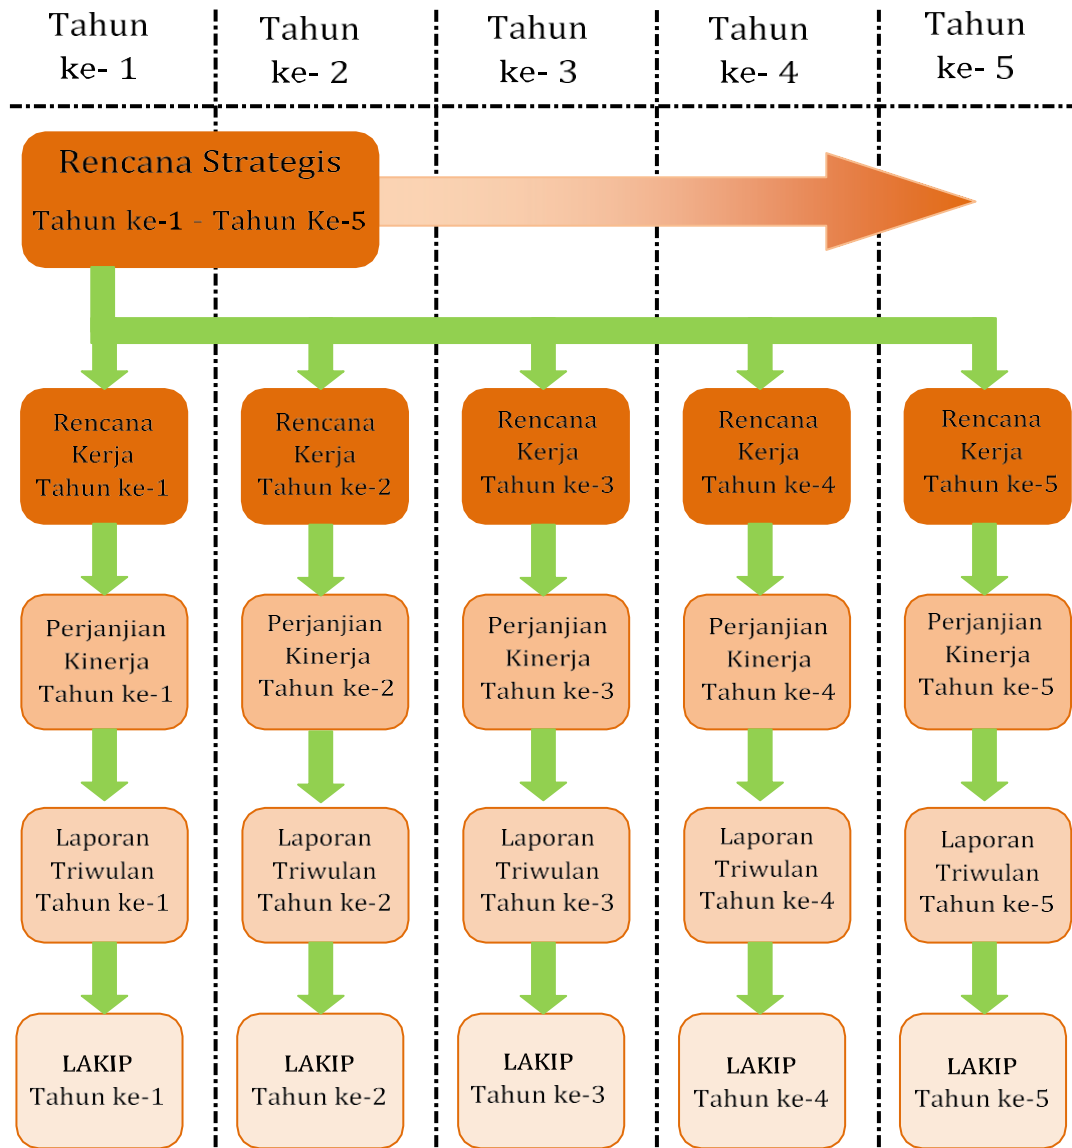 Tahun
ke- 1
Tahun
ke- 2
Tahun
ke- 3
Tahun
ke- 4
Tahun
ke- 5
Rencana Strategis
Tahun ke-1 - Tahun Ke-5
Rencana
Kerja
Tahun ke-1
Rencana
Kerja
Tahun ke-2
Rencana
Kerja
Tahun ke-3
Rencana
Kerja
Tahun ke-4
Rencana
Kerja
Tahun ke-5
Perjanjian
Kinerja
Tahun ke-1
Perjanjian
Kinerja
Tahun ke-2
Perjanjian
Kinerja
Tahun ke-3
Perjanjian
Kinerja
Tahun ke-4
Perjanjian
Kinerja
Tahun ke-5
Laporan
Triwulan
Tahun ke-1
Laporan
Triwulan
Tahun ke-2
Laporan
Triwulan
Tahun ke-3
Laporan
Triwulan
Tahun ke-4
Laporan
Triwulan
Tahun ke-5
LAKIP
Tahun ke-1
LAKIP
Tahun ke-2
LAKIP
Tahun ke-3
LAKIP
Tahun ke-4
LAKIP
Tahun ke-5